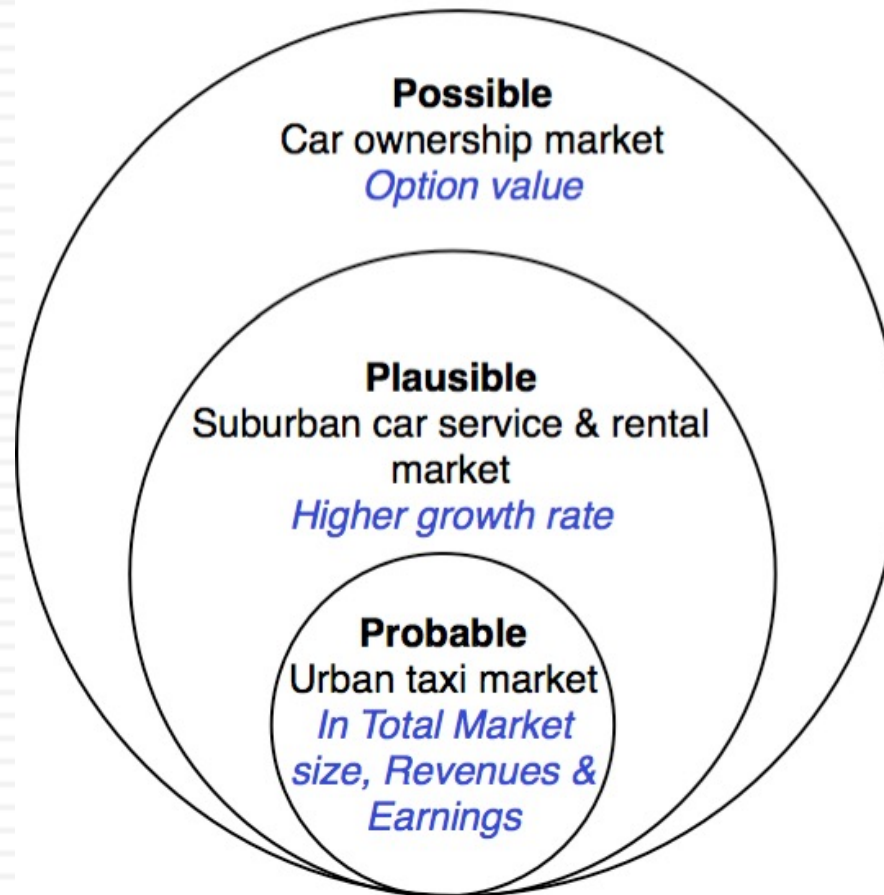 Possible
Car ownership market
Option value
Plausible
Suburban car service & rental
market
Higher growth rate
Probable
Urban taxi market
In Total Market
size, Revenues &
Earnings